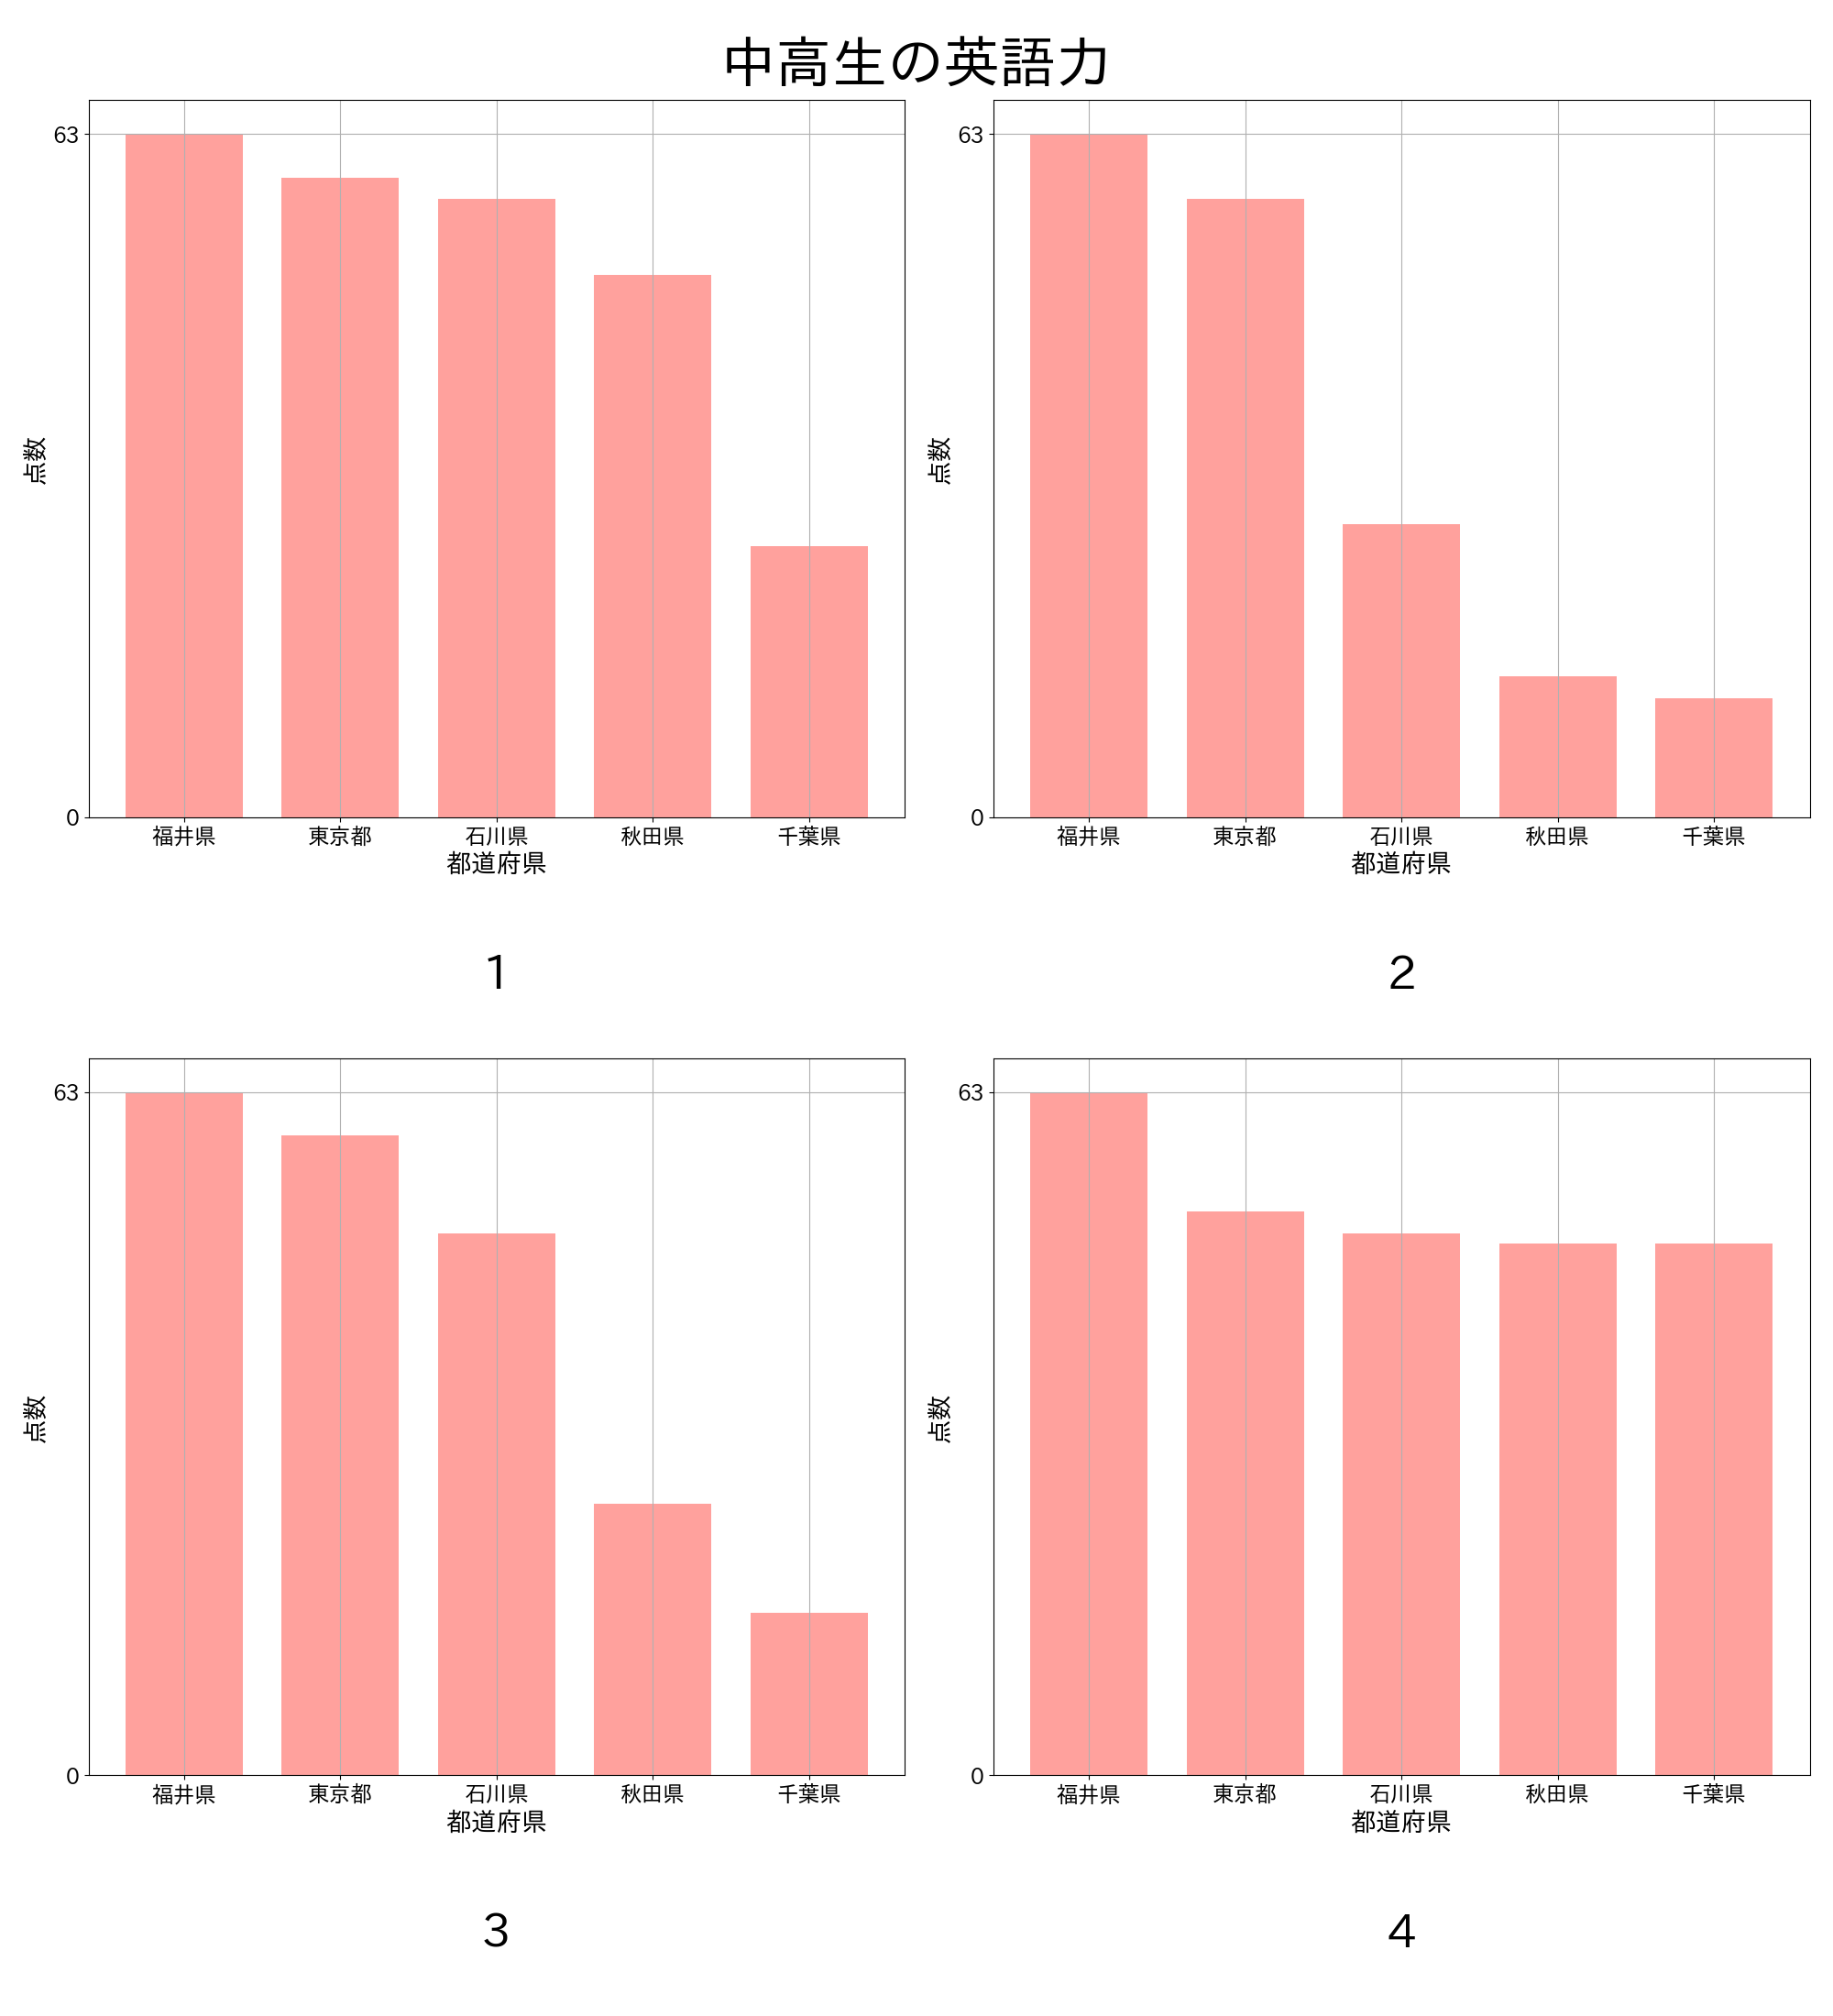 中高生の英語力
63
点数
0
福井県 東京都 石川県 秋田県 千葉県
都道府県
1
63
点数
0
福井県 東京都 石川県 秋田県 千葉県
都道府県
2
63
点数
0
福井県 東京都 石川県 秋田県 千葉県
都道府県
3
63
点数
0
福井県 東京都 石川県 秋田県 千葉県
都道府県
4